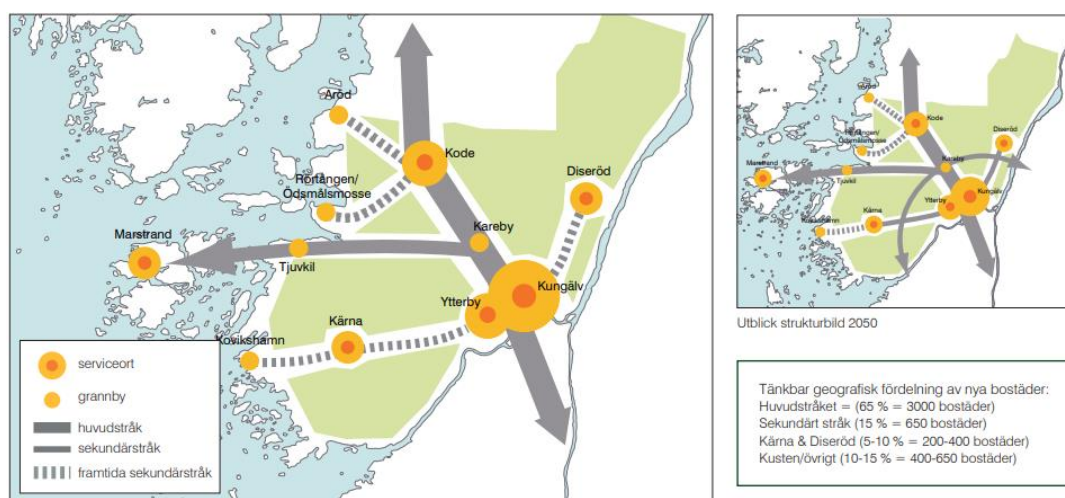 Aröd
Kode
Rörtången/
Ödsmålsmosse
Diseröd
Marstrand
Kareby
Tjuvkil
Kungälv
Ytterby
Kärna
Kovikshamn
serviceort
grannby
huvudstråk
sekundärstråk
framtida sekundärstråk
Kode
Diseröd
Ödsmålsmosse
Kareby
Marstrand
Tjuvkil
Kungälv
Ytterby
Kärna
Utblick strukturbild 2050
Tänkbar geografisk fördelning av nya bostäder:
Huvudstråket = (65 % = 3000 bostäder)
Sekundärt stråk (15 % = 650 bostäder)
Kärna & Diseröd (5-10 % = 200-400 bostäder)
Kusten/övrigt (10-15 % = 400-650 bostäder)